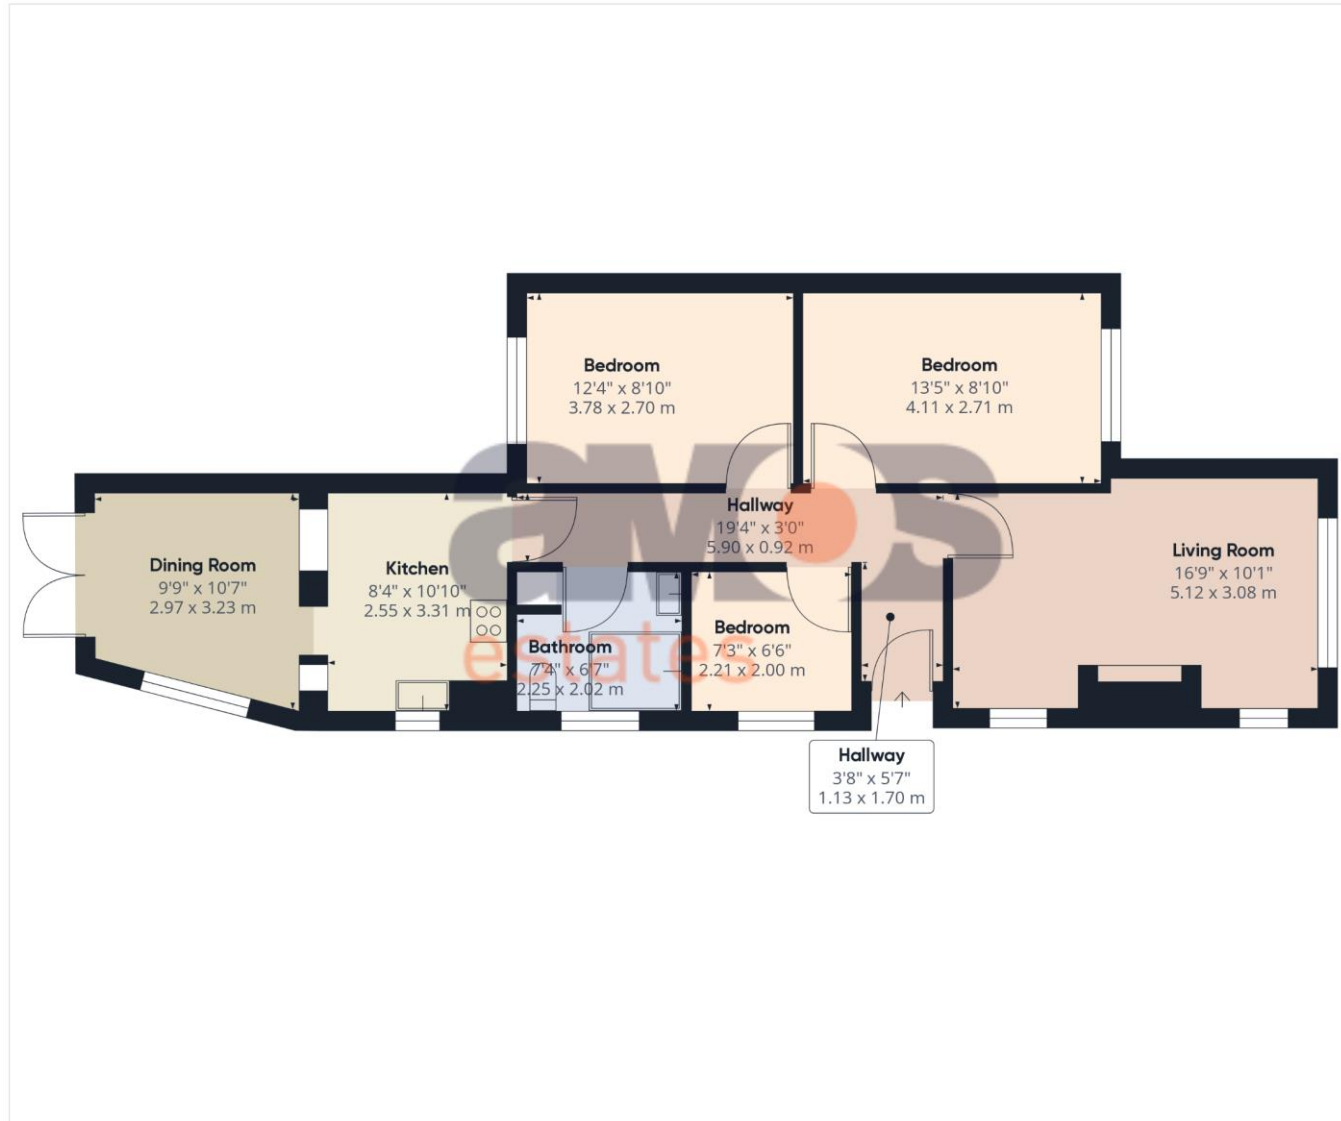 Bedroom
12'4" x 8'10"
3.78 x 2.70 m
Bedroom
13'5" x 8'10"
4.11 x 2.71 m
amos
estates
Hallway
19'4" x 3'0"
5.90 x 0.92 m
Dining Room
9'9" x 10'7"
2.97 x 3.23 m
Kitchen
8'4" x 10'10"
2.55 x 3.31 m
Living Room
16'9" x 10'1"
5.12 x 3.08 m
Bathroom
7'4" x 6'7"
2.25 x 2.02 m
Bedroom
7'3" x 6'6"
2.21 x 2.00 m
Hallway
3'8" x 5'7"
1.13 x 1.70 m